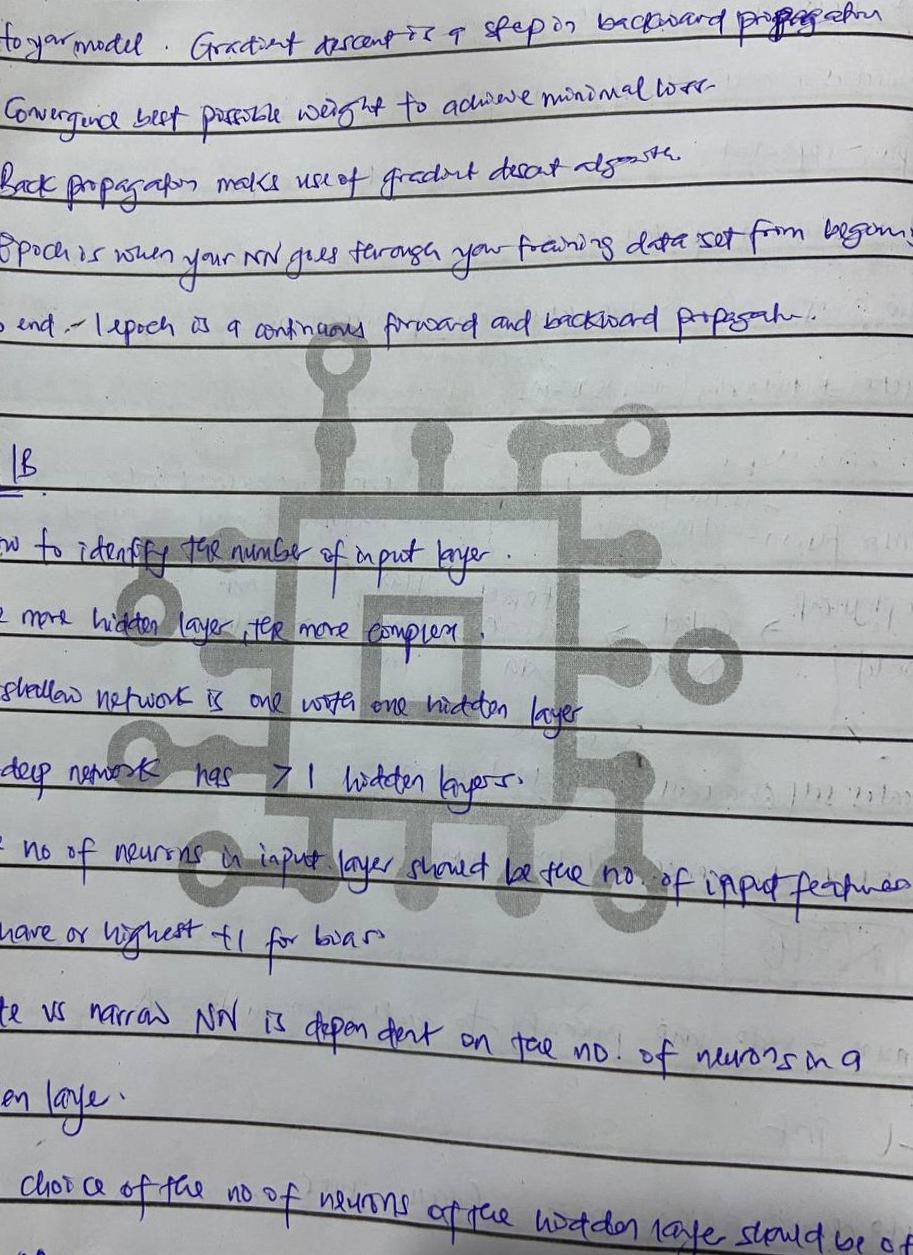 to your model. Gradient descent is a step in backward propagation
Convergence best possible weight to achieve minimal loss
Back propagation makes use of gradient descent algorithm.
Epoch is when your NN goes through your training data set from
end - 1 epoch is a continuous forward and backward propagatn.
1B
to identify the number of input layer.
more hidden layer, the more complex.
shallow network is one with one hidden layer
deep network has > 1 hidden layers.
no of neurons in input layer should be the no. of input features
have or highest +1 for bias
vs narrow NN is dependent on the no. of neurons in a
en laye.
choice of the no of neurons of the hidden laye should be of